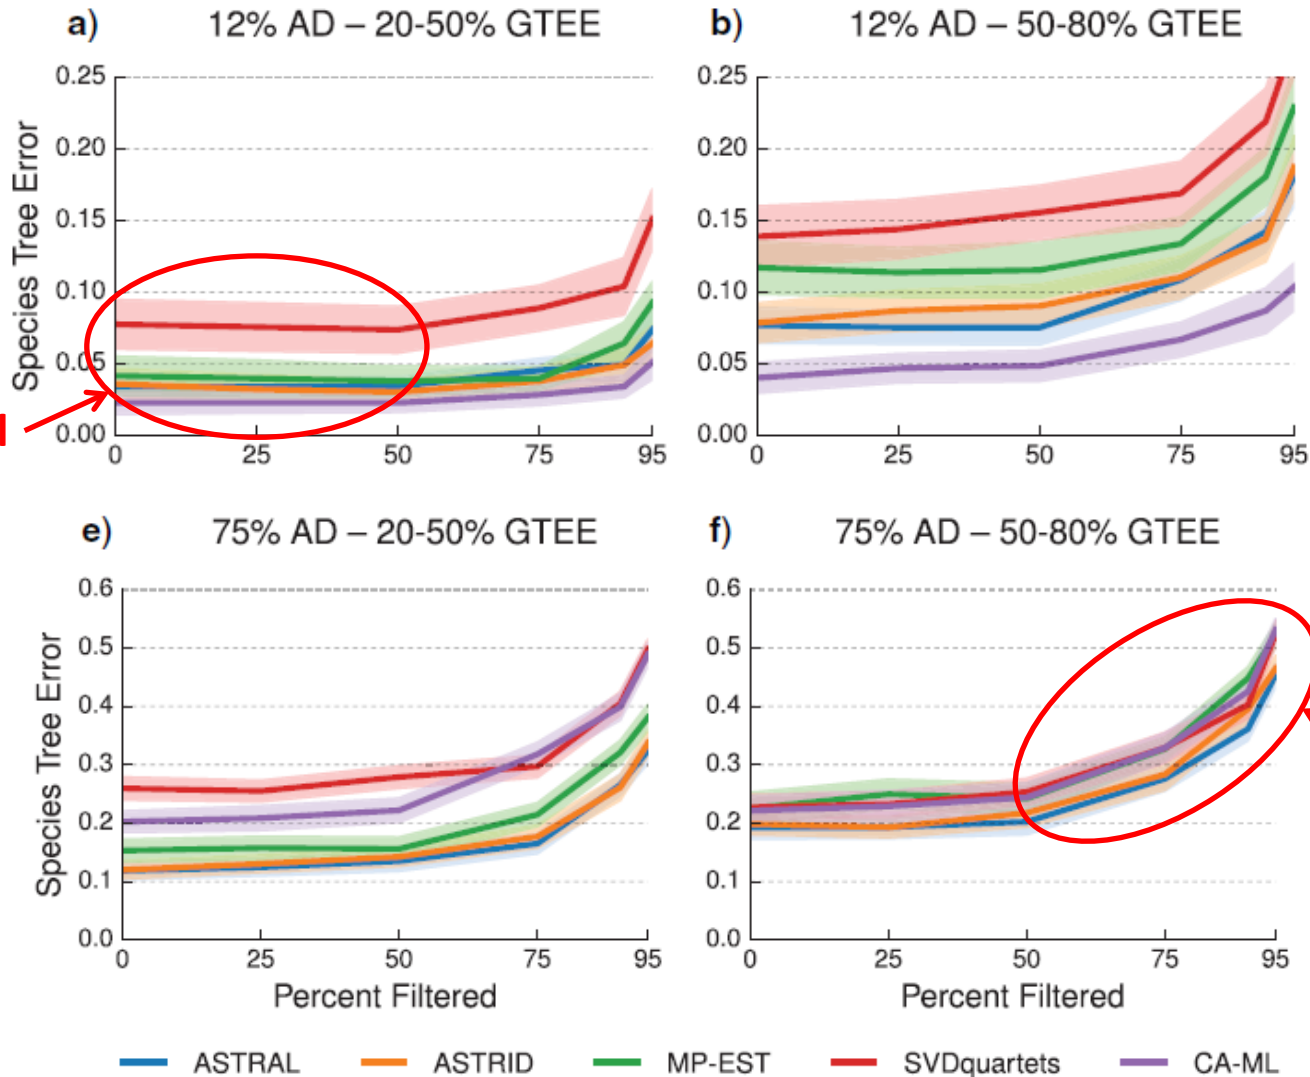 a) 12% AD – 20-50% GTEE
b) 12% AD – 50-80% GTEE
Species Tree Error
0.25
0.20
0.15
0.10
0.05
0.00
0 25 50 75 95
0.25
0.20
0.15
0.10
0.05
0.00
0 25 50 75 95
e) 75% AD – 20-50% GTEE
f) 75% AD – 50-80% GTEE
Species Tree Error
0.6
0.5
0.4
0.3
0.2
0.1
0.0
0 25 50 75 95
Percent Filtered
0.6
0.5
0.4
0.3
0.2
0.1
0.0
0 25 50 75 95
Percent Filtered
ASTRAL ASTRID MP-EST SVDquartets CA-ML